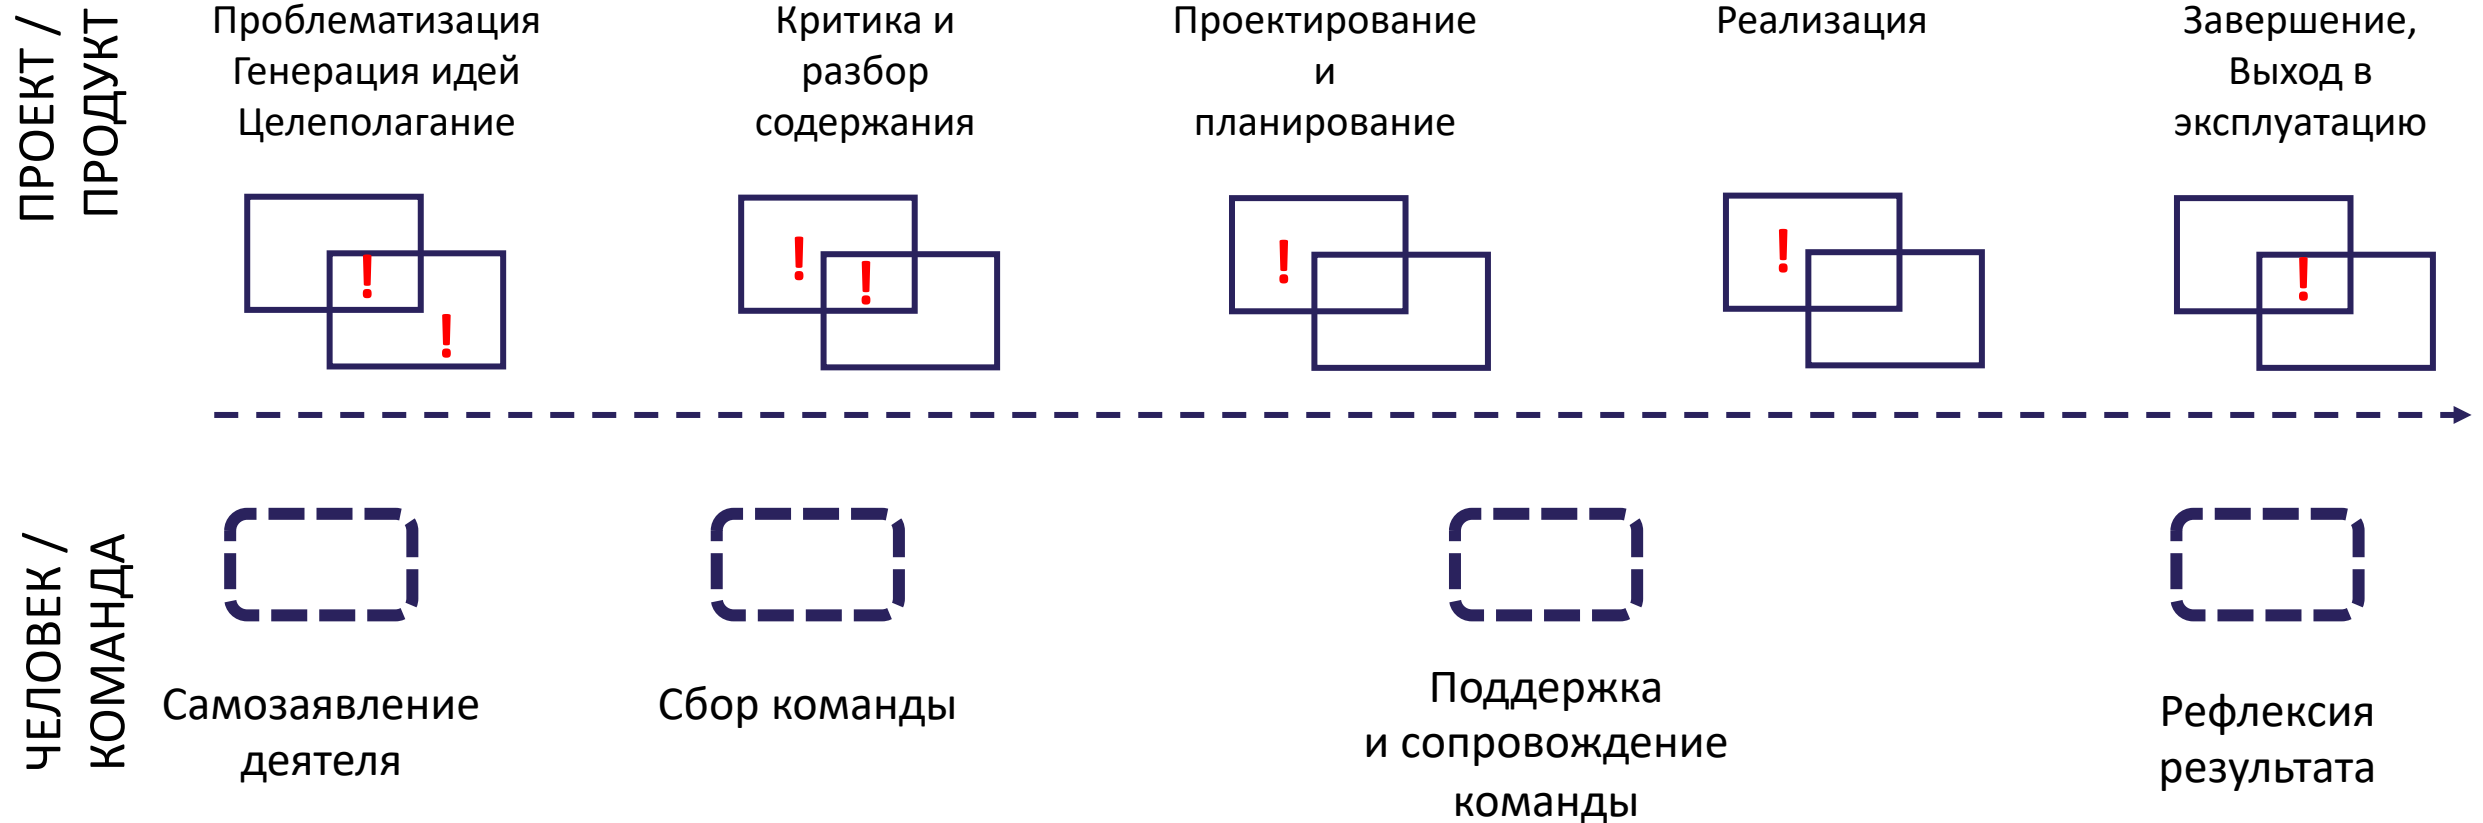 ПРОЕКТ /
ПРОДУКТ
Проблематизация
Генерация идей
Целеполагание
Критика и
разбор
содержания
Проектирование
и
планирование
Реализация
Завершение,
Выход в
эксплуатацию
!
!
!
!
!
!
!
ЧЕЛОВЕК /
КОМАНДА
Самозаявление
деятеля
Сбор команды
Поддержка
и сопровождение
команды
Рефлексия
результата